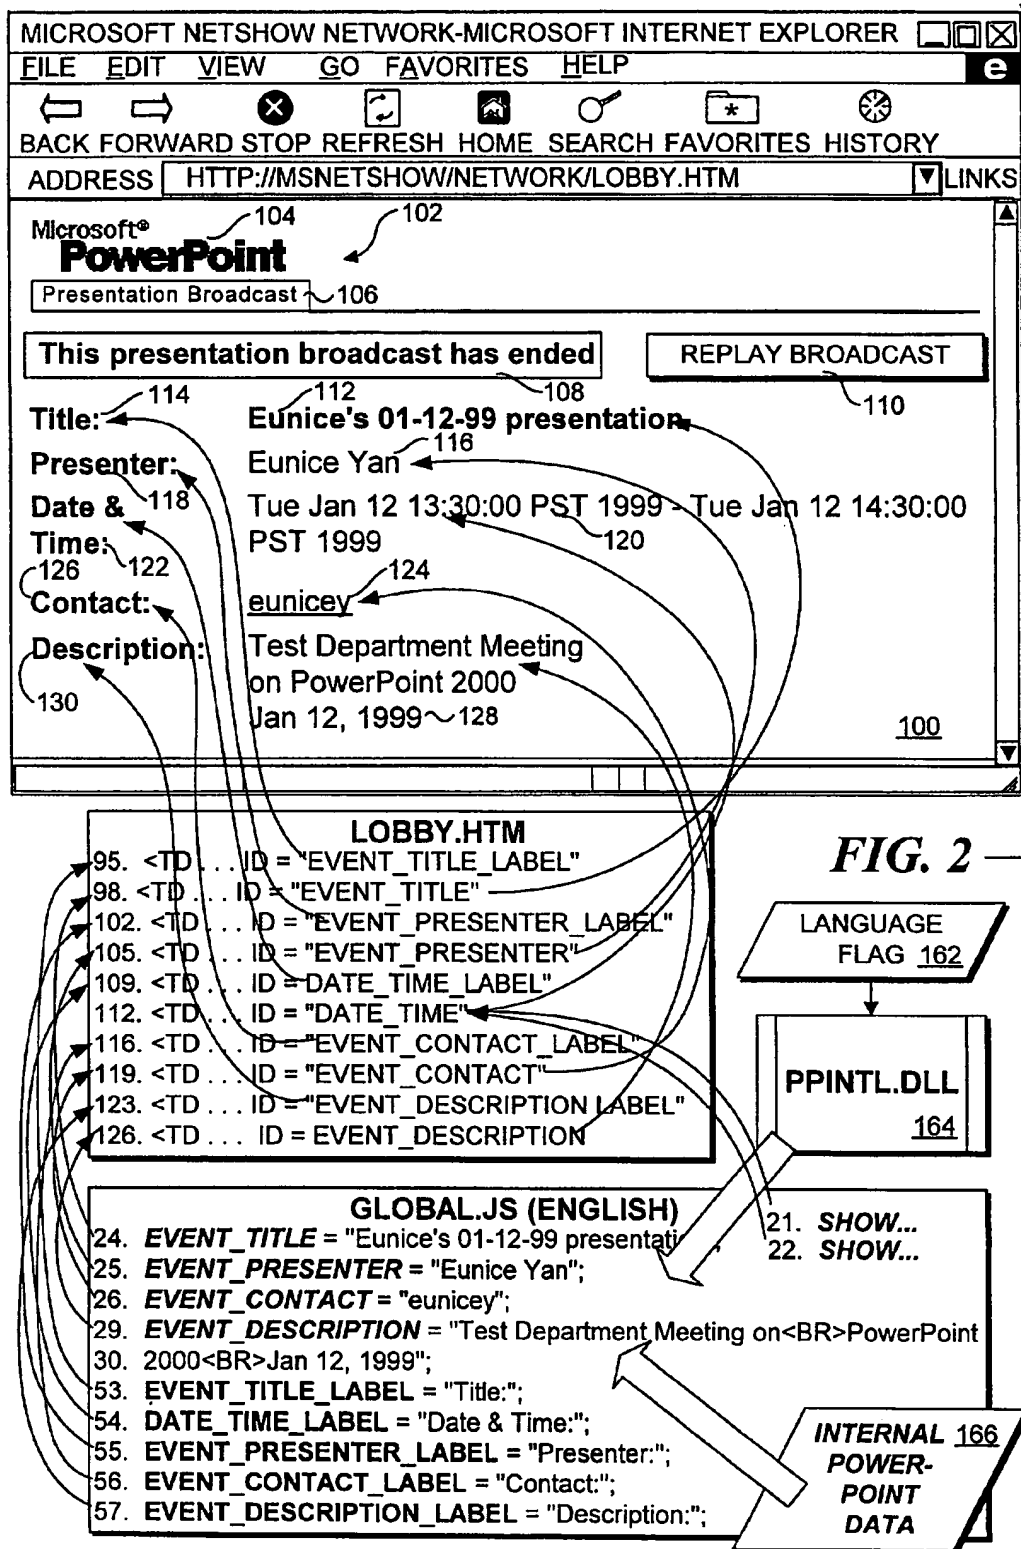 MICROSOFT NETSHOW NETWORK-MICROSOFT INTERNET EXPLORER
FILE EDIT VIEW GO FAVORITES HELP e
BACK FORWARD STOP REFRESH HOME SEARCH FAVORITES HISTORY
ADDRESS HTTP://MSNETSHOW/NETWORK/LOBBY.HTM LINKS
Microsoft® 104 102
PowerPoint
Presentation Broadcast 106
This presentation broadcast has ended REPLAY BROADCAST
114 112 108 110
Title: Eunice's 01-12-99 presentation
116
Presenter: Eunice Yan
118
Date & Tue Jan 12 13:30:00 PST 1999 - Tue Jan 12 14:30:00
Time: PST 1999 120
126 122 124
Contact: eunicey
Description: Test Department Meeting
130 on PowerPoint 2000
Jan 12, 1999 128 100
LOBBY.HTM
95. <TD . . . ID = "EVENT_TITLE_LABEL"
98. <TD . . . ID = "EVENT_TITLE"
102. <TD . . . ID = "EVENT_PRESENTER_LABEL"
105. <TD . . . ID = "EVENT_PRESENTER"
109. <TD . . . ID = DATE_TIME_LABEL"
112. <TD . . . ID = "DATE_TIME"
116. <TD . . . ID = "EVENT_CONTACT_LABEL"
119. <TD . . . ID = "EVENT_CONTACT"
123. <TD . . . ID = "EVENT_DESCRIPTION LABEL"
126. <TD . . . ID = EVENT_DESCRIPTION
FIG. 2
LANGUAGE
FLAG 162
PPINTL.DLL
164
GLOBAL.JS (ENGLISH)
21. SHOW...
22. SHOW...
24. EVENT_TITLE = "Eunice's 01-12-99 presentation
25. EVENT_PRESENTER = "Eunice Yan";
26. EVENT_CONTACT = "eunicey";
29. EVENT_DESCRIPTION = "Test Department Meeting on<BR>PowerPoint
30. 2000<BR>Jan 12, 1999";
53. EVENT_TITLE_LABEL = "Title:";
54. DATE_TIME_LABEL = "Date & Time:";
55. EVENT_PRESENTER_LABEL = "Presenter:";
56. EVENT_CONTACT_LABEL = "Contact:";
57. EVENT_DESCRIPTION_LABEL = "Description:";
INTERNAL 166
POWER-
POINT
DATA